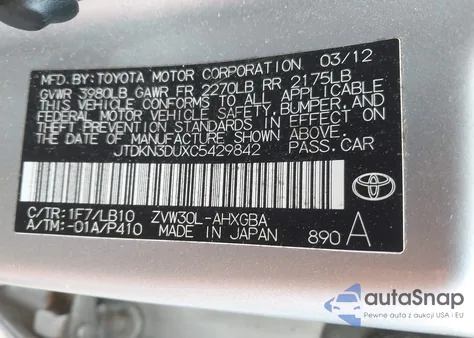 MFD.BY: TOYOTA MOTOR CORPORATION 03/12
GVWR 3980LB GAWR FR 2270LB RR 2175LB
THIS VEHICLE CONFORMS TO ALL APPLICABLE
FEDERAL MOTOR VEHICLE SAFETY, BUMPER, AND
THEFT PREVENTION STANDARDS IN EFFECT ON
THE DATE OF MANUFACTURE SHOWN ABOVE.
JTDKN3DUXC5429842 PASS.CAR
C/TR: 1F7/LB10 ZVW30L-AHXGBA
A/TM: -01A/P410 MADE IN JAPAN 890 A
TOYOTA
autoSnap
Pewne auta z aukcji USA i EU